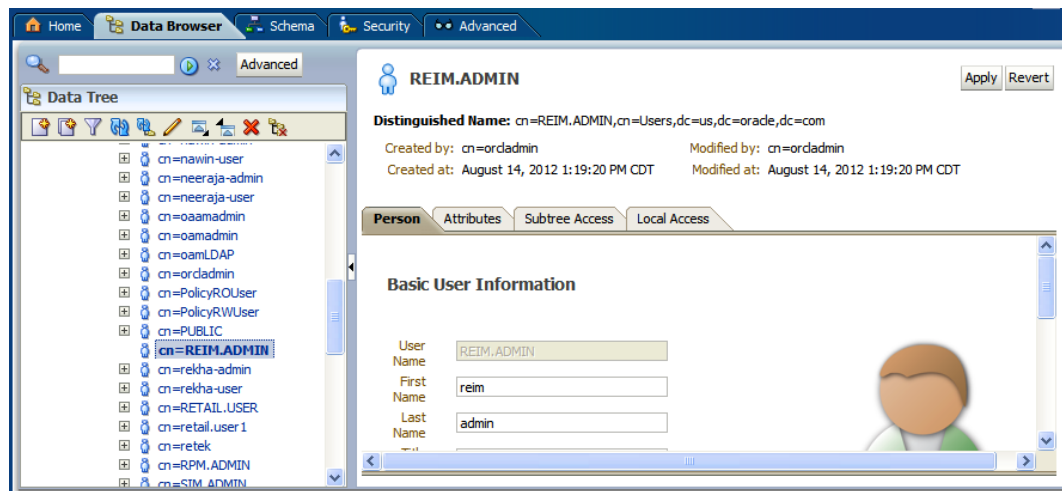 Home Data Browser Schema Security Advanced
Advanced
Data Tree
cn=nawin-user
cn=neeraja-admin
cn=neeraja-user
cn=oaamadmin
cn=oamadmin
cn=oamLDAP
cn=orcladmin
cn=PolicyROUser
cn=PolicyRWUser
cn=PUBLIC
cn=REIM.ADMIN
cn=rekha-admin
cn=rekha-user
cn=RETAIL.USER
cn=retail.user1
cn=retek
cn=RPM.ADMIN
cn=SIM.ADMIN
REIM.ADMIN
Apply Revert
Distinguished Name: cn=REIM.ADMIN,cn=Users,dc=us,dc=oracle,dc=com
Created by: cn=orcladmin Modified by: cn=orcladmin
Created at: August 14, 2012 1:19:20 PM CDT Modified at: August 14, 2012 1:19:20 PM CDT
Person Attributes Subtree Access Local Access
Basic User Information
User
Name
REIM.ADMIN
First
Name
reim
Last
Name
admin